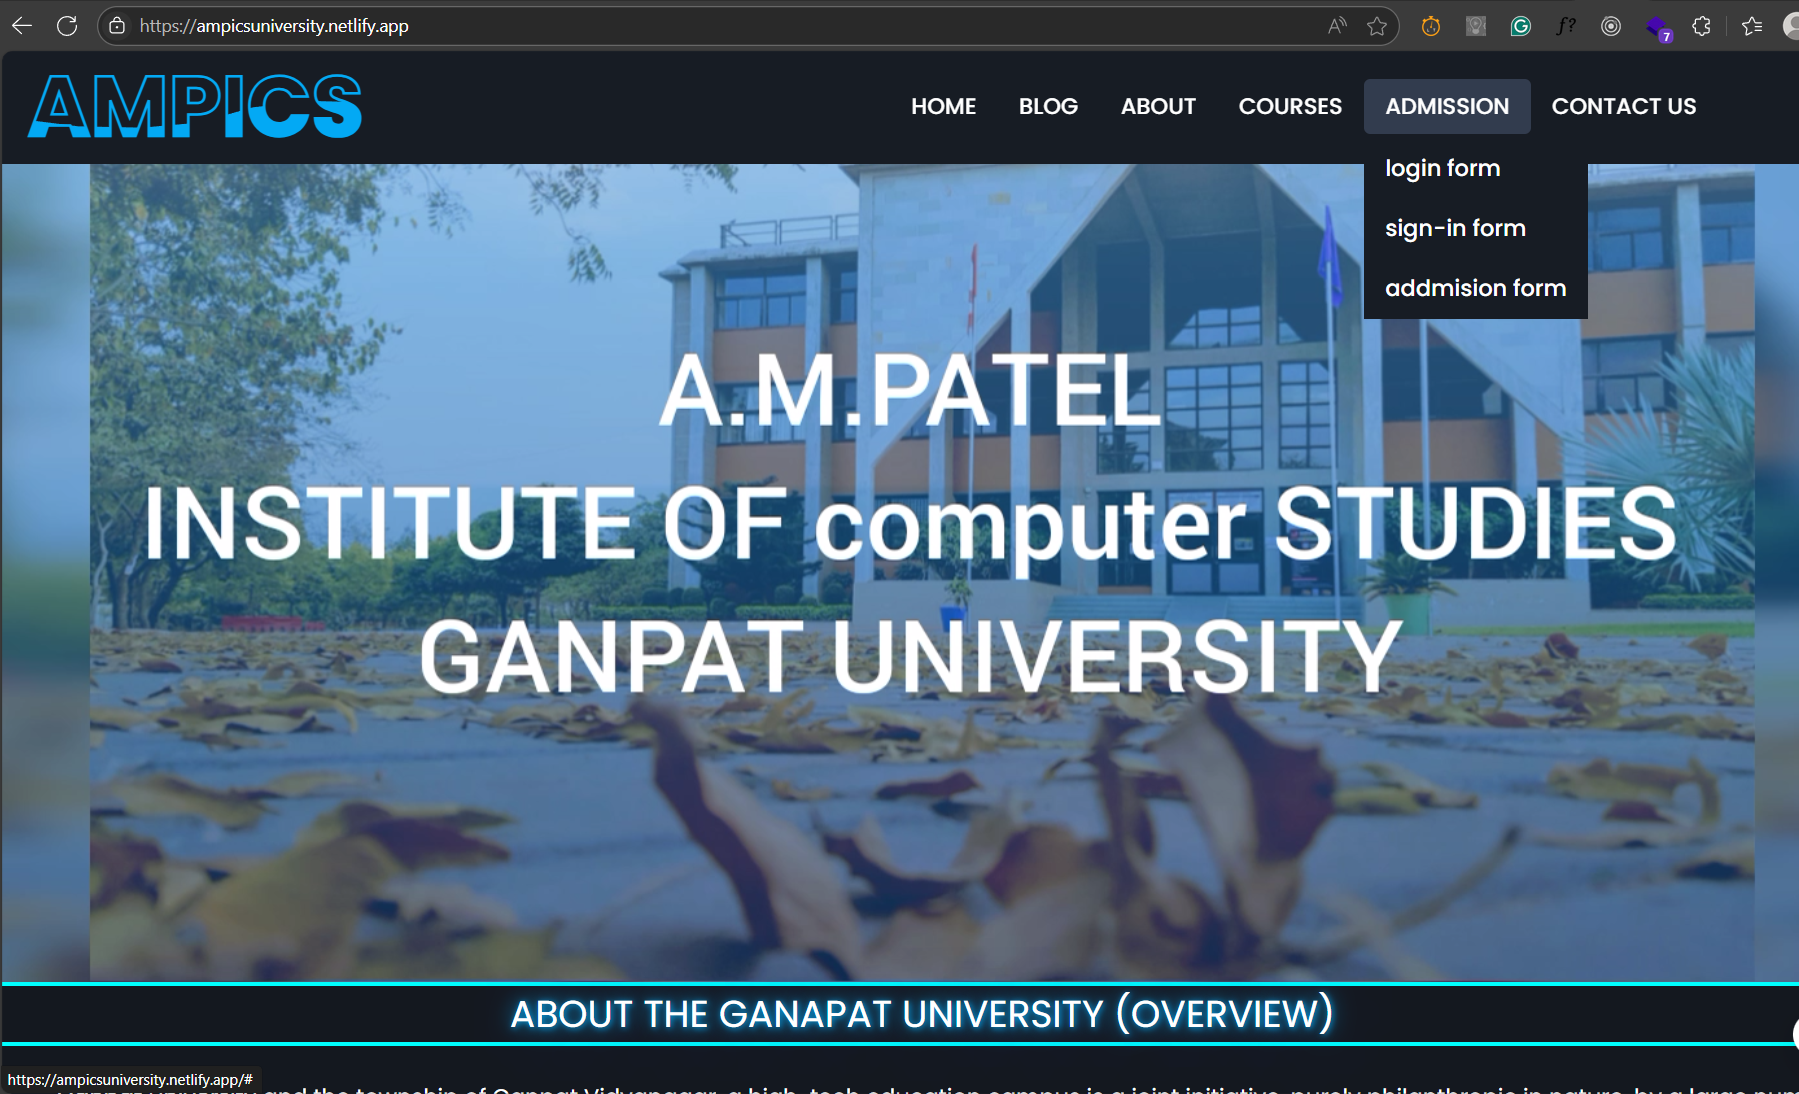 https://ampicsuniversity.netlify.app
7
AMPICS
HOME BLOG ABOUT COURSES ADMISSION CONTACT US
login form
sign-in form
addmision form
A.M.PATEL
INSTITUTE OF computer STUDIES
GANPAT UNIVERSITY
ABOUT THE GANAPAT UNIVERSITY (OVERVIEW)
https://ampicsuniversity.netlify.app/#
and the township of Ganpat Vidyanagar, a high-tech education campus is a joint initiative, purely philanthropic in nature, by a large